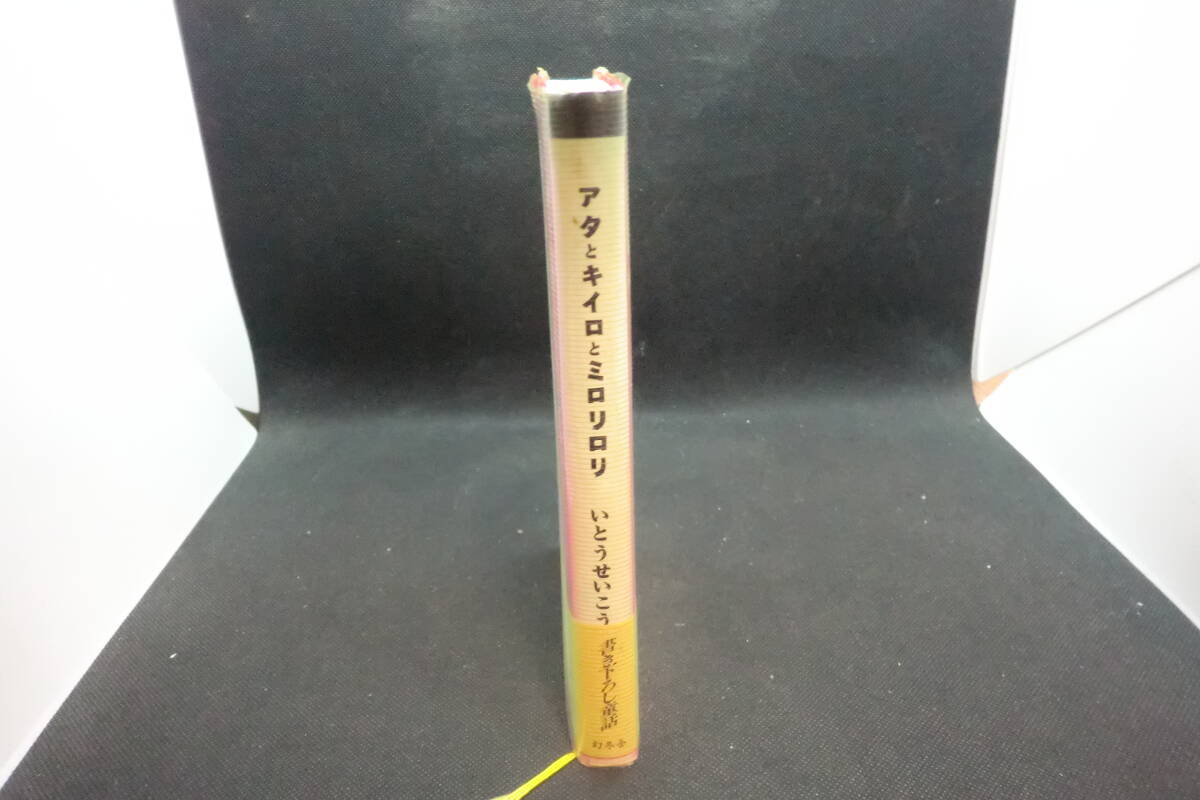 アタとキイロとミロリロリ
いとうせいこう
書き下ろし童話
幻冬舎